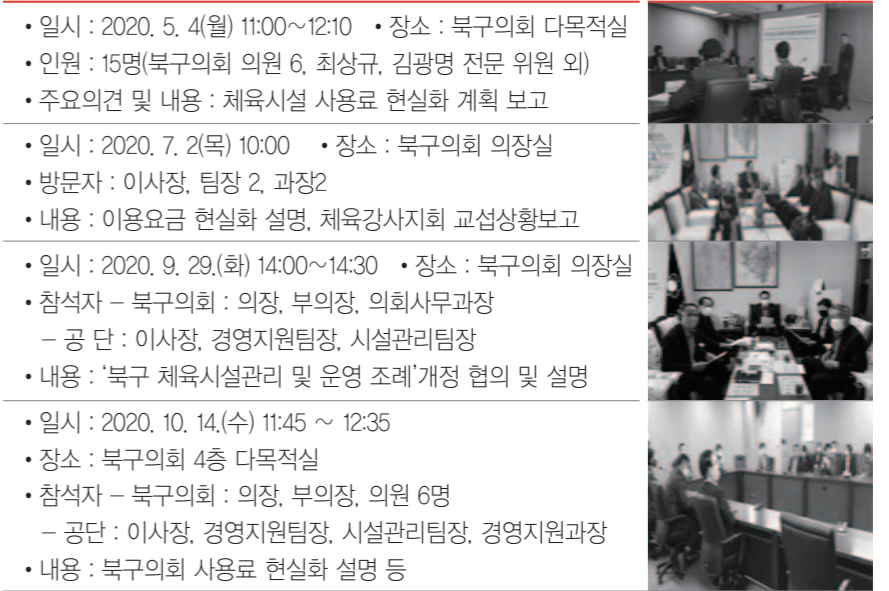 • 일시 : 2020. 5. 4(월) 11:00~12:10 • 장소 : 북구의회 다목적실
• 인원 : 15명(북구의회 의원 6, 최상규, 김광명 전문 위원 외)
• 주요의견 및 내용 : 체육시설 사용료 현실화 계획 보고
• 일시 : 2020. 7. 2(목) 10:00 • 장소 : 북구의회 의장실
• 방문자 : 이사장, 팀장 2, 과장2
• 내용 : 이용요금 현실화 설명, 체육강사지회 교섭상황보고
• 일시 : 2020. 9. 29.(화) 14:00~14:30 • 장소 : 북구의회 의장실
• 참석자 – 북구의회 : 의장, 부의장, 의회사무과장
– 공 단 : 이사장, 경영지원팀장, 시설관리팀장
• 내용 : ‘북구 체육시설관리 및 운영 조례’개정 협의 및 설명
• 일시 : 2020. 10. 14.(수) 11:45 ~ 12:35
• 장소 : 북구의회 4층 다목적실
• 참석자 – 북구의회 : 의장, 부의장, 의원 6명
– 공단 : 이사장, 경영지원팀장, 시설관리팀장, 경영지원과장
• 내용 : 북구의회 사용료 현실화 설명 등